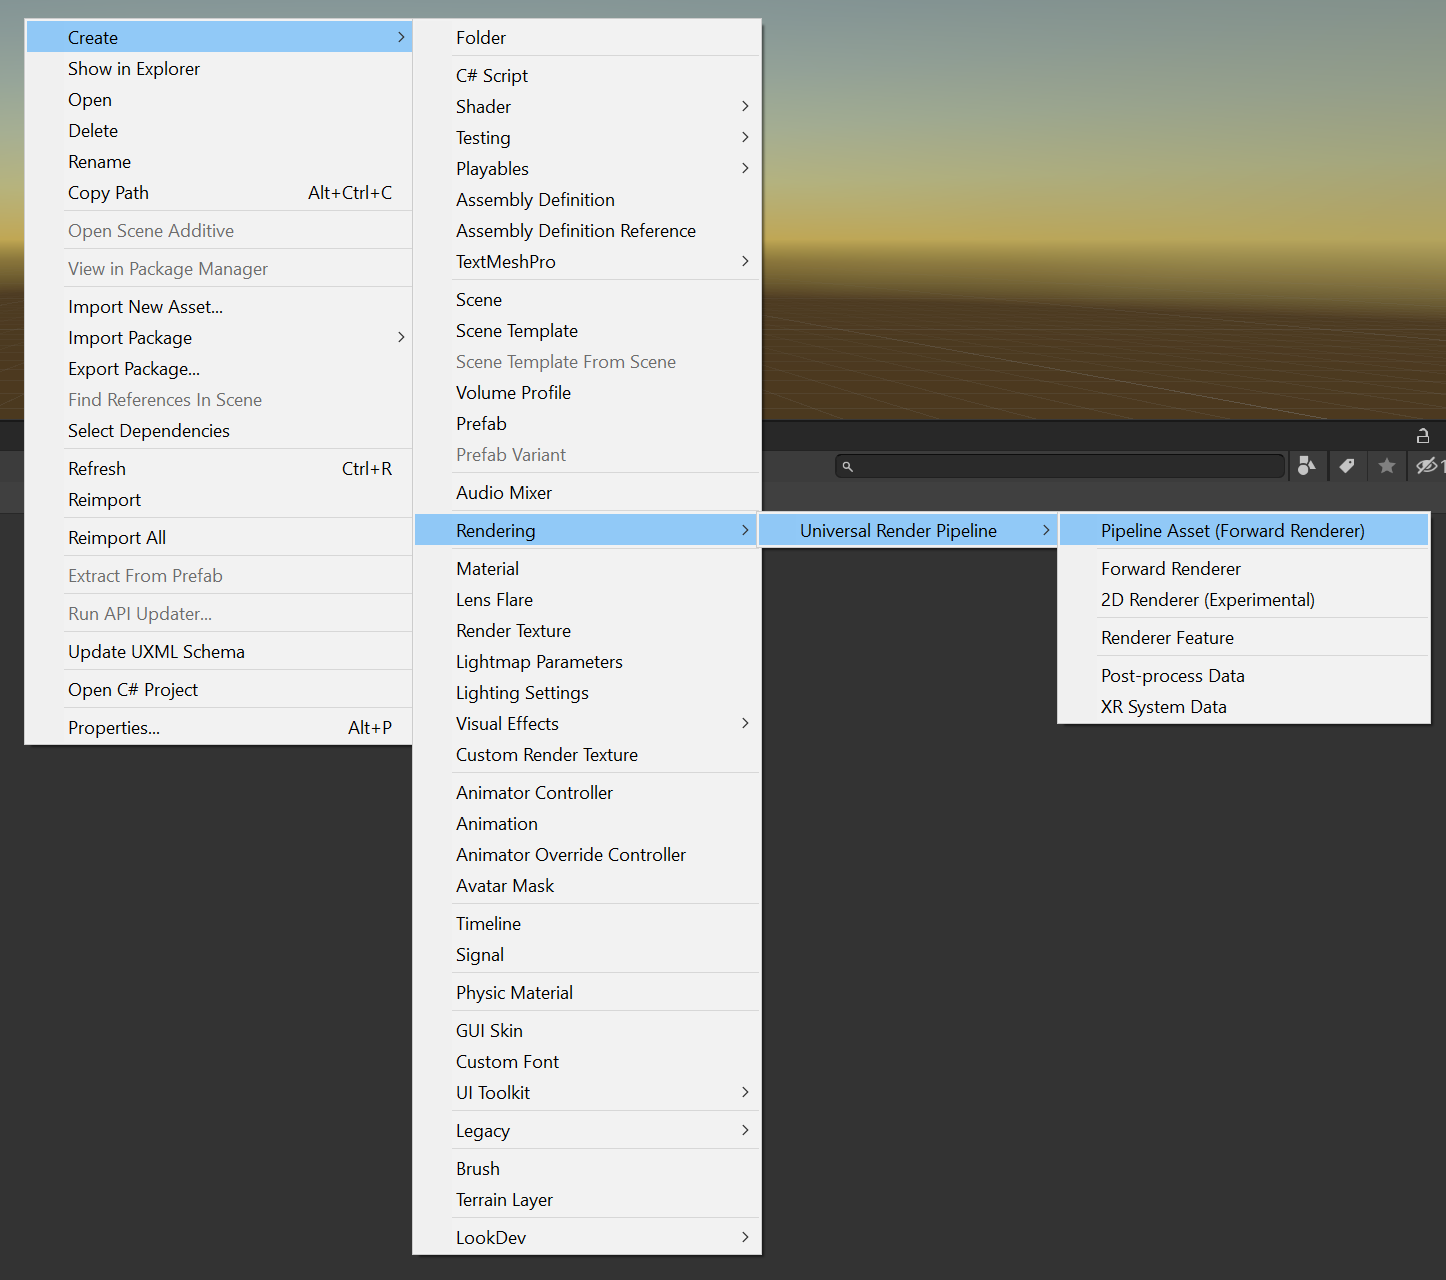 Create
Show in Explorer
Open
Delete
Rename
Copy Path Alt+Ctrl+C
Open Scene Additive
View in Package Manager
Import New Asset...
Import Package
Export Package...
Find References In Scene
Select Dependencies
Refresh Ctrl+R
Reimport
Reimport All
Extract From Prefab
Run API Updater...
Update UXML Schema
Open C# Project
Properties... Alt+P
Folder
C# Script
Shader
Testing
Playables
Assembly Definition
Assembly Definition Reference
TextMeshPro
Scene
Scene Template
Scene Template From Scene
Volume Profile
Prefab
Prefab Variant
Audio Mixer
Rendering
Material
Lens Flare
Render Texture
Lightmap Parameters
Lighting Settings
Visual Effects
Custom Render Texture
Animator Controller
Animation
Animator Override Controller
Avatar Mask
Timeline
Signal
Physic Material
GUI Skin
Custom Font
UI Toolkit
Legacy
Brush
Terrain Layer
LookDev
Universal Render Pipeline
Pipeline Asset (Forward Renderer)
Forward Renderer
2D Renderer (Experimental)
Renderer Feature
Post-process Data
XR System Data